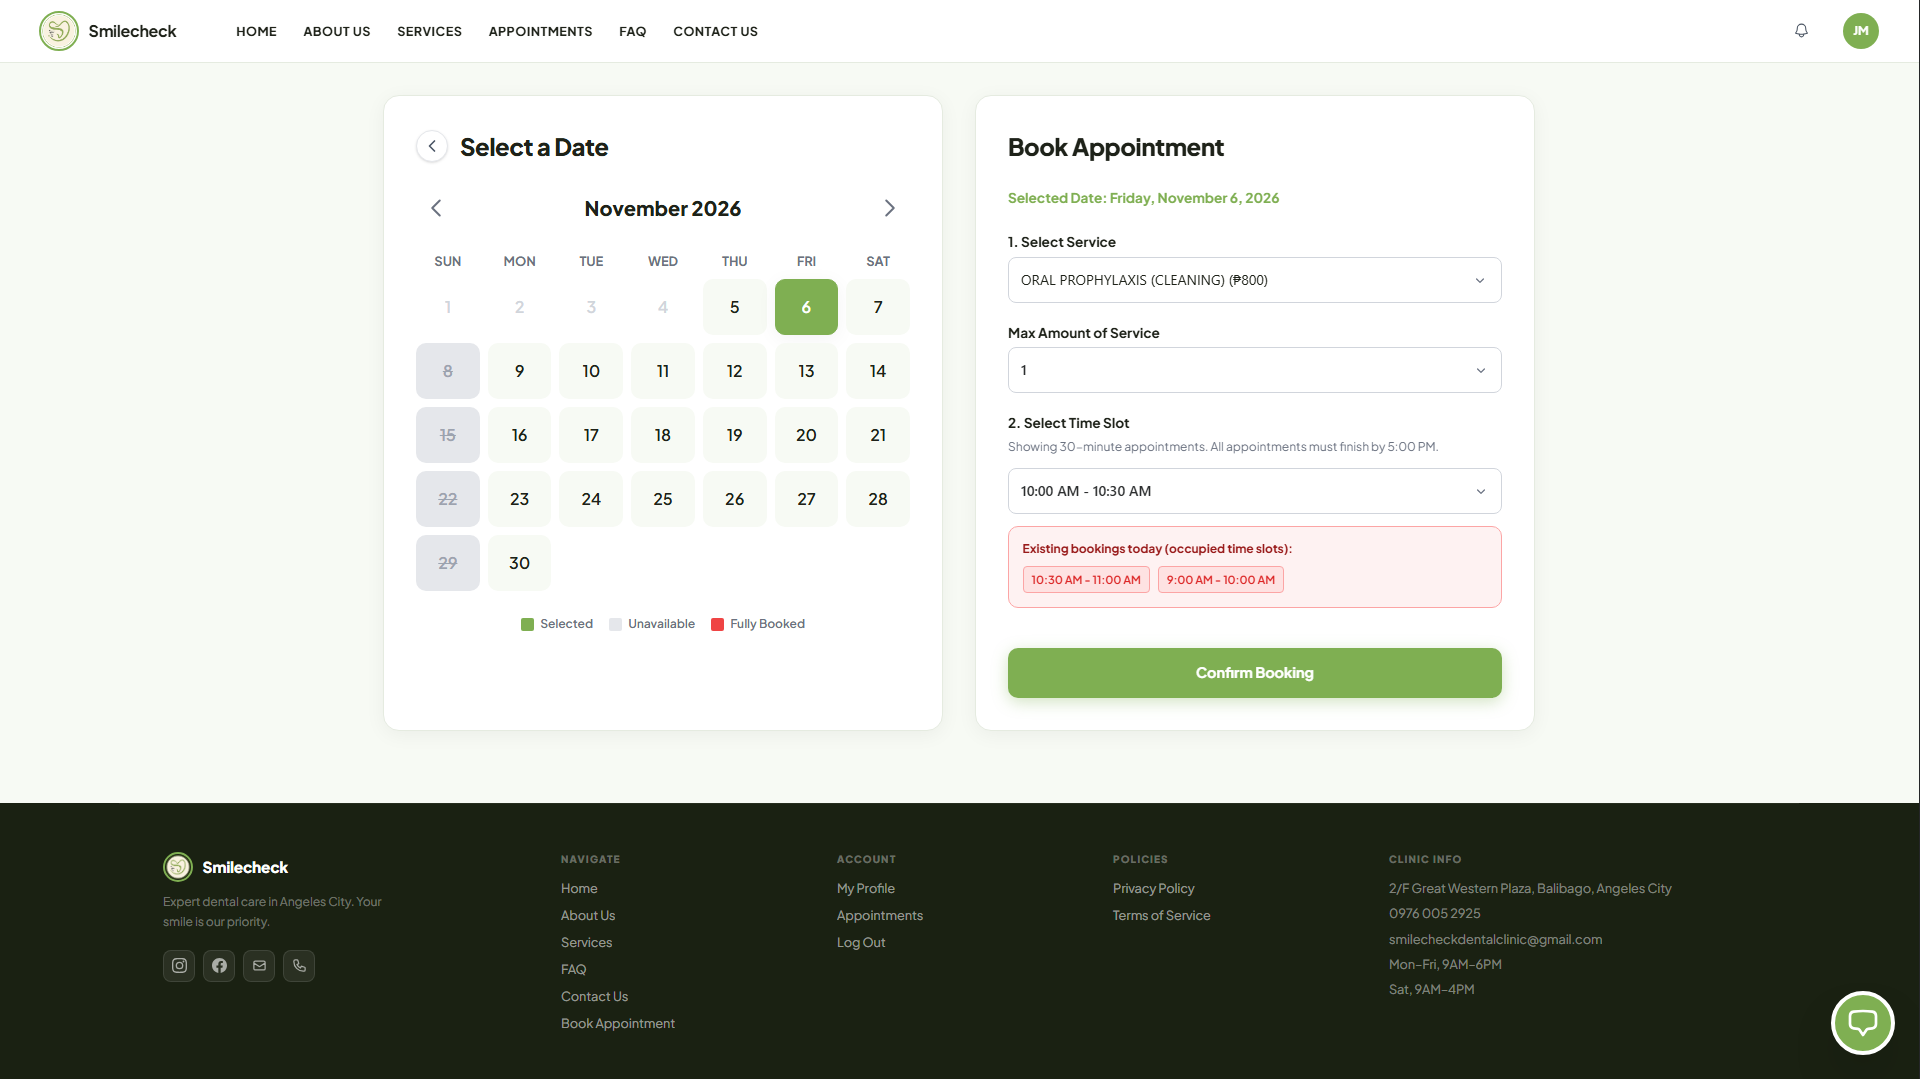 Smilecheck HOME ABOUT US SERVICES APPOINTMENTS FAQ CONTACT US JM
Select a Date
November 2026
SUN MON TUE WED THU FRI SAT
1 2 3 4 5 6 7
8 9 10 11 12 13 14
15 16 17 18 19 20 21
22 23 24 25 26 27 28
29 30
Selected Unavailable Fully Booked
Book Appointment
Selected Date: Friday, November 6, 2026
1. Select Service
ORAL PROPHYLAXIS (CLEANING) (₱800)
Max Amount of Service
1
2. Select Time Slot
Showing 30-minute appointments. All appointments must finish by 5:00 PM.
10:00 AM - 10:30 AM
Existing bookings today (occupied time slots):
10:30 AM - 11:00 AM 9:00 AM - 10:00 AM
Confirm Booking
Smilecheck
Expert dental care in Angeles City. Your
smile is our priority.
NAVIGATE
Home
About Us
Services
FAQ
Contact Us
Book Appointment
ACCOUNT
My Profile
Appointments
Log Out
POLICIES
Privacy Policy
Terms of Service
CLINIC INFO
2/F Great Western Plaza, Balibago, Angeles City
0976 005 2925
smilecheckdentalclinic@gmail.com
Mon–Fri, 9AM–6PM
Sat, 9AM–4PM